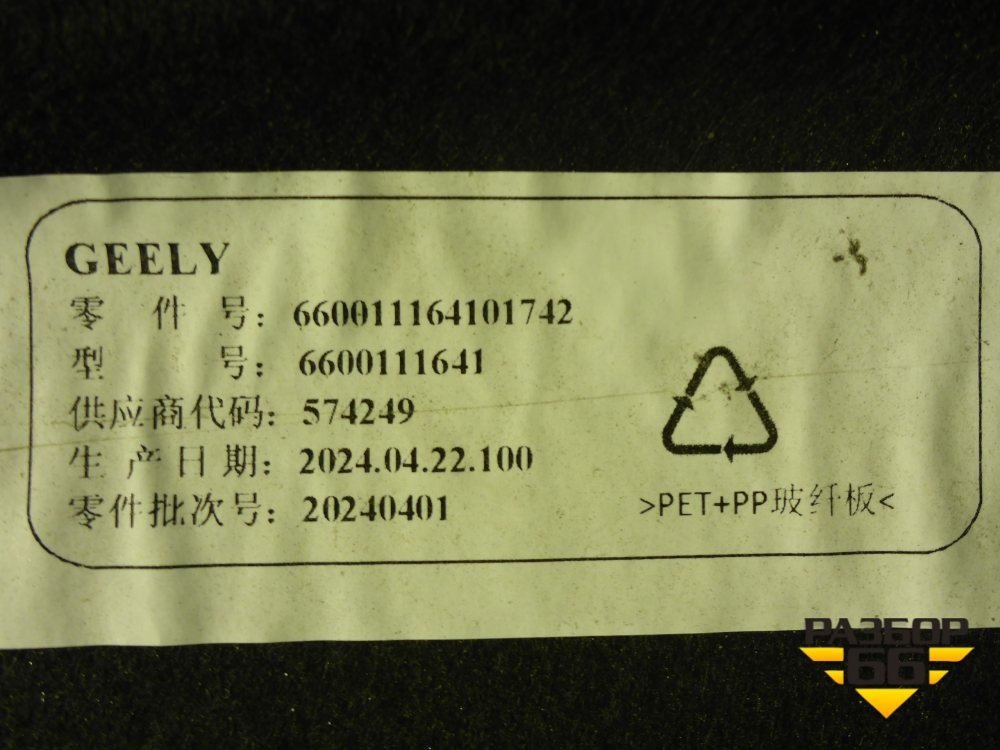 GEELY
零件号：660011164101742
型号：6600111641
供应商代码：574249
生产日期：2024.04.22.100
零件批次号：20240401
>PET+PP玻纤板<
РАЗБОР
66